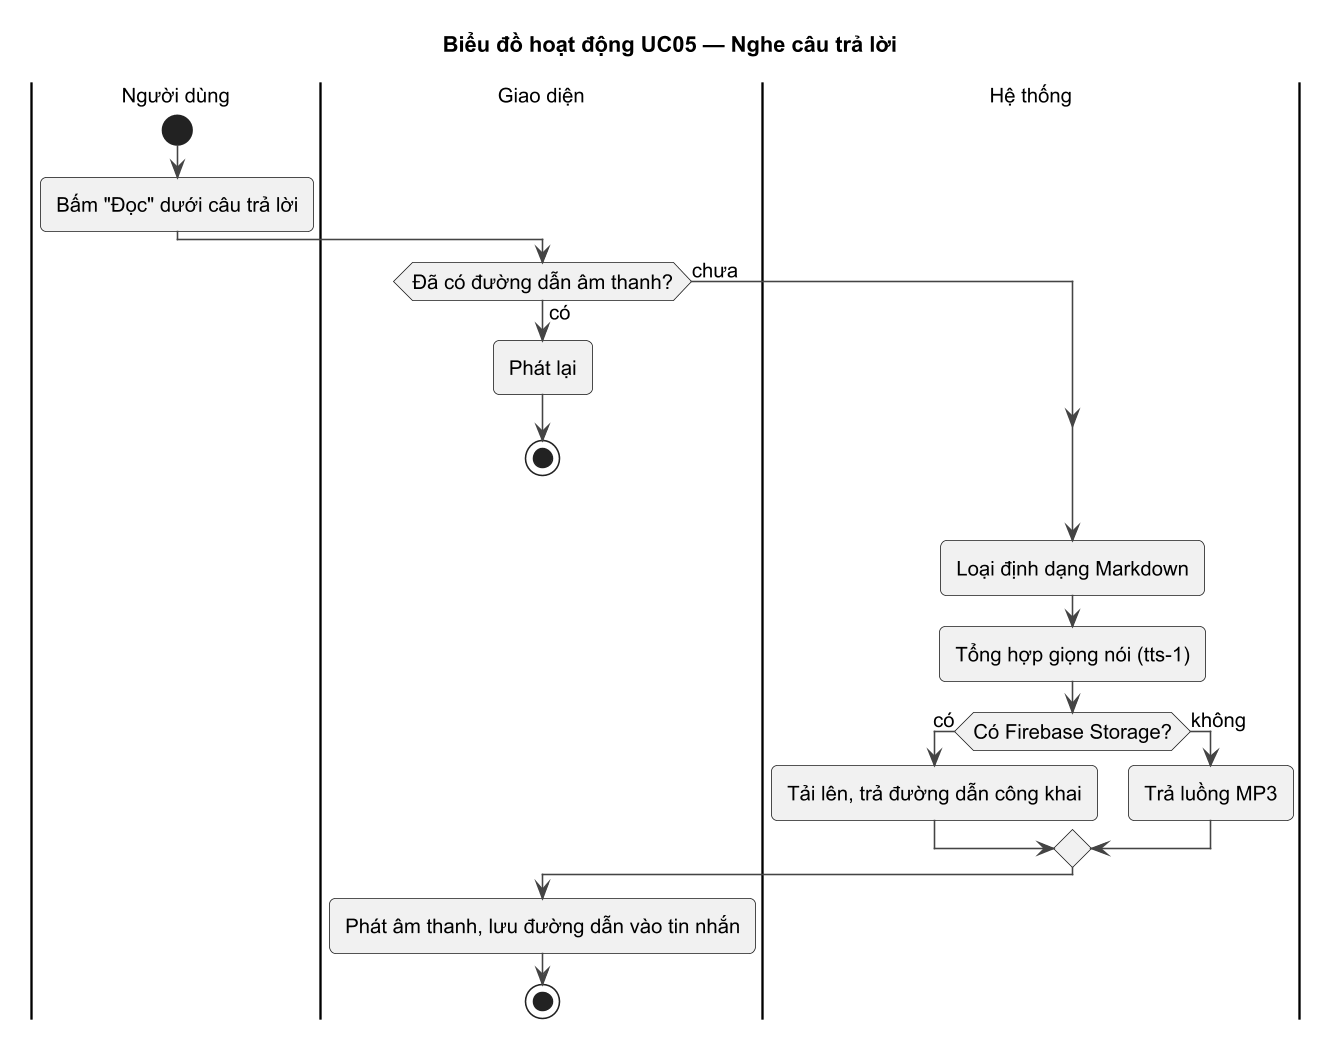 Biểu đồ hoạt động UC05 — Nghe câu trả lời
Người dùng
Giao diện
Hệ thống
Bấm "Đọc" dưới câu trả lời
Đã có đường dẫn âm thanh?
chưa
có
Phát lại
Loại định dạng Markdown
Tổng hợp giọng nói (tts-1)
có
Có Firebase Storage?
không
Tải lên, trả đường dẫn công khai
Trả luồng MP3
Phát âm thanh, lưu đường dẫn vào tin nhắn